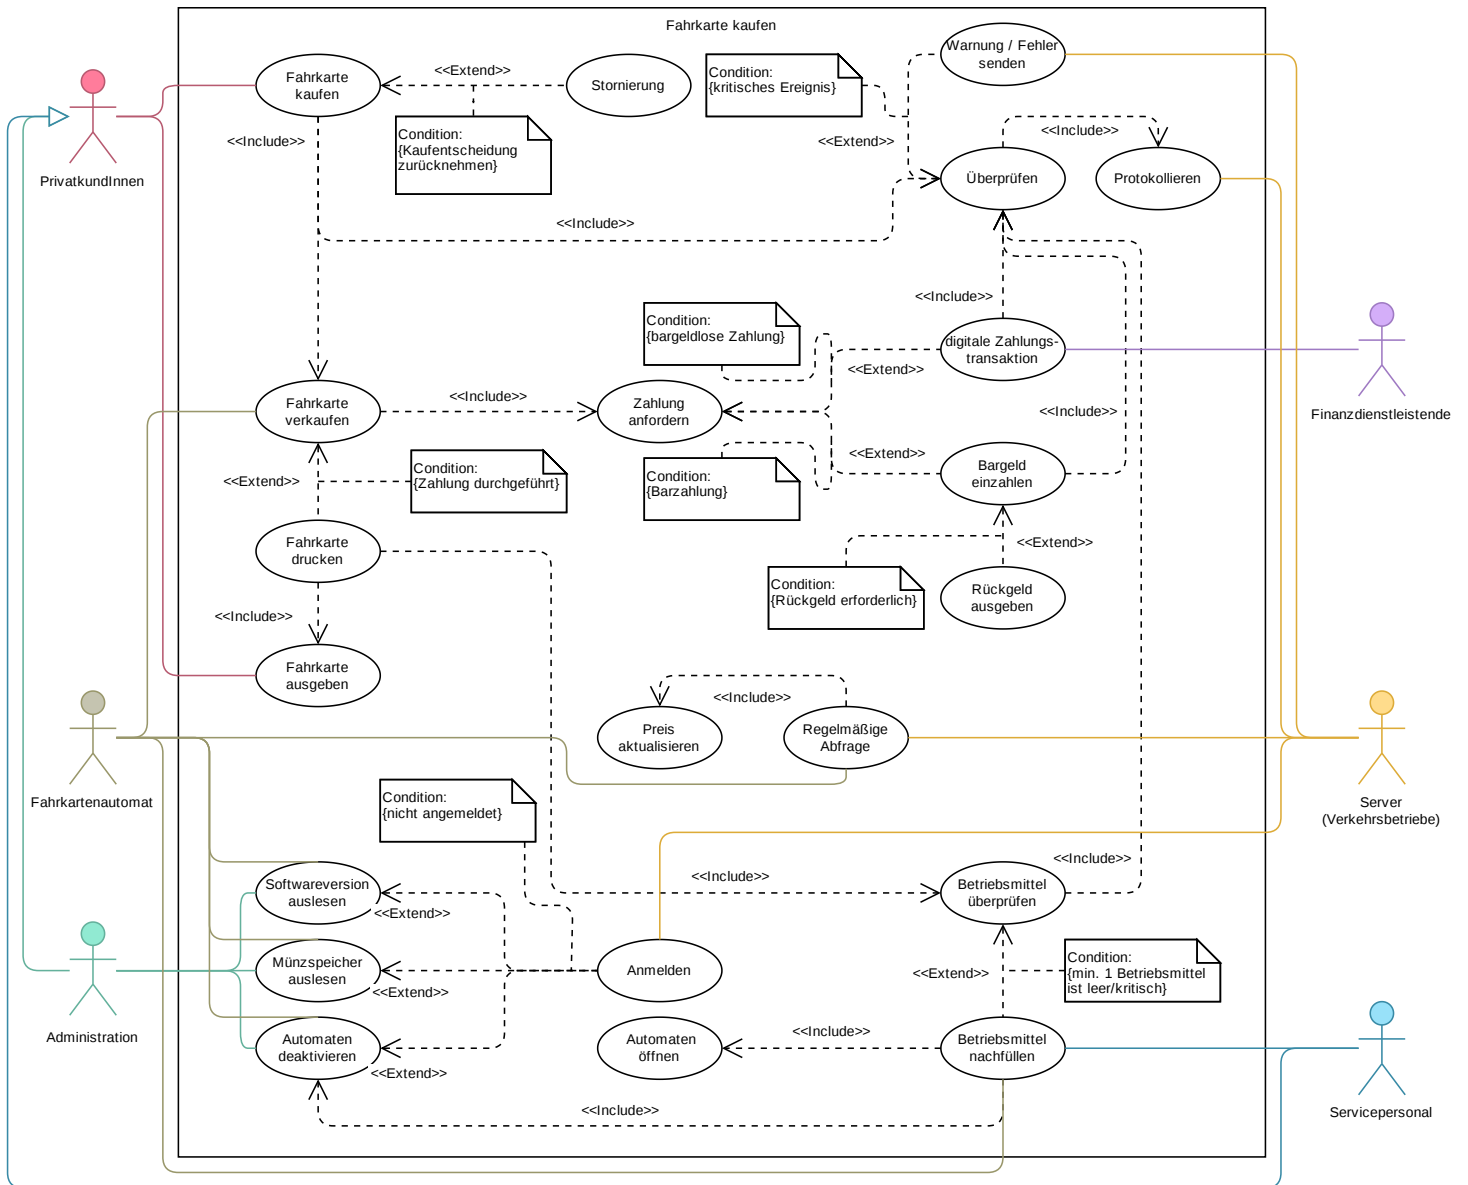 Fahrkarte kaufen
Warnung / Fehler
senden
<<Extend>>
Fahrkarte
kaufen
Stornierung
Condition:
{kritisches Ereignis}
Condition:
{Kaufentscheidung
zurücknehmen}
<<Include>>
<<Extend>>
<<Include>>
PrivatkundInnen
Überprüfen
Protokollieren
<<Include>>
<<Include>>
Condition:
{bargeldlose Zahlung}
digitale Zahlungs-
transaktion
<<Extend>>
Finanzdienstleistende
Fahrkarte
verkaufen
<<Include>>
Zahlung
anfordern
<<Include>>
<<Extend>>
Condition:
{Zahlung durchgeführt}
<<Extend>>
Condition:
{Barzahlung}
Bargeld
einzahlen
Fahrkarte
drucken
<<Extend>>
Condition:
{Rückgeld erforderlich}
Rückgeld
ausgeben
<<Include>>
Fahrkarte
ausgeben
<<Include>>
Preis
aktualisieren
Regelmäßige
Abfrage
Fahrkartenautomat
Server
(Verkehrsbetriebe)
Condition:
{nicht angemeldet}
<<Include>>
Softwareversion
auslesen
<<Include>>
Betriebsmittel
überprüfen
<<Extend>>
Münzspeicher
auslesen
<<Extend>>
Anmelden
<<Extend>>
Condition:
{min. 1 Betriebsmittel
ist leer/kritisch}
Administration
Automaten
deaktivieren
<<Extend>>
Automaten
öffnen
<<Include>>
Betriebsmittel
nachfüllen
<<Include>>
Servicepersonal